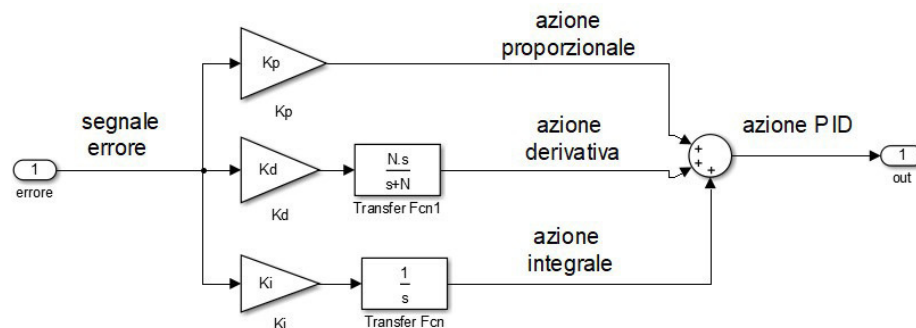 azione
proporzionale
Kp
Kp
segnale
errore
1
errore
azione
derivativa
Kd
Kd
N.s
s+N
Transfer Fcn1
+
+
+
azione PID
1
out
azione
integrale
Ki
Ki
1
s
Transfer Fcn